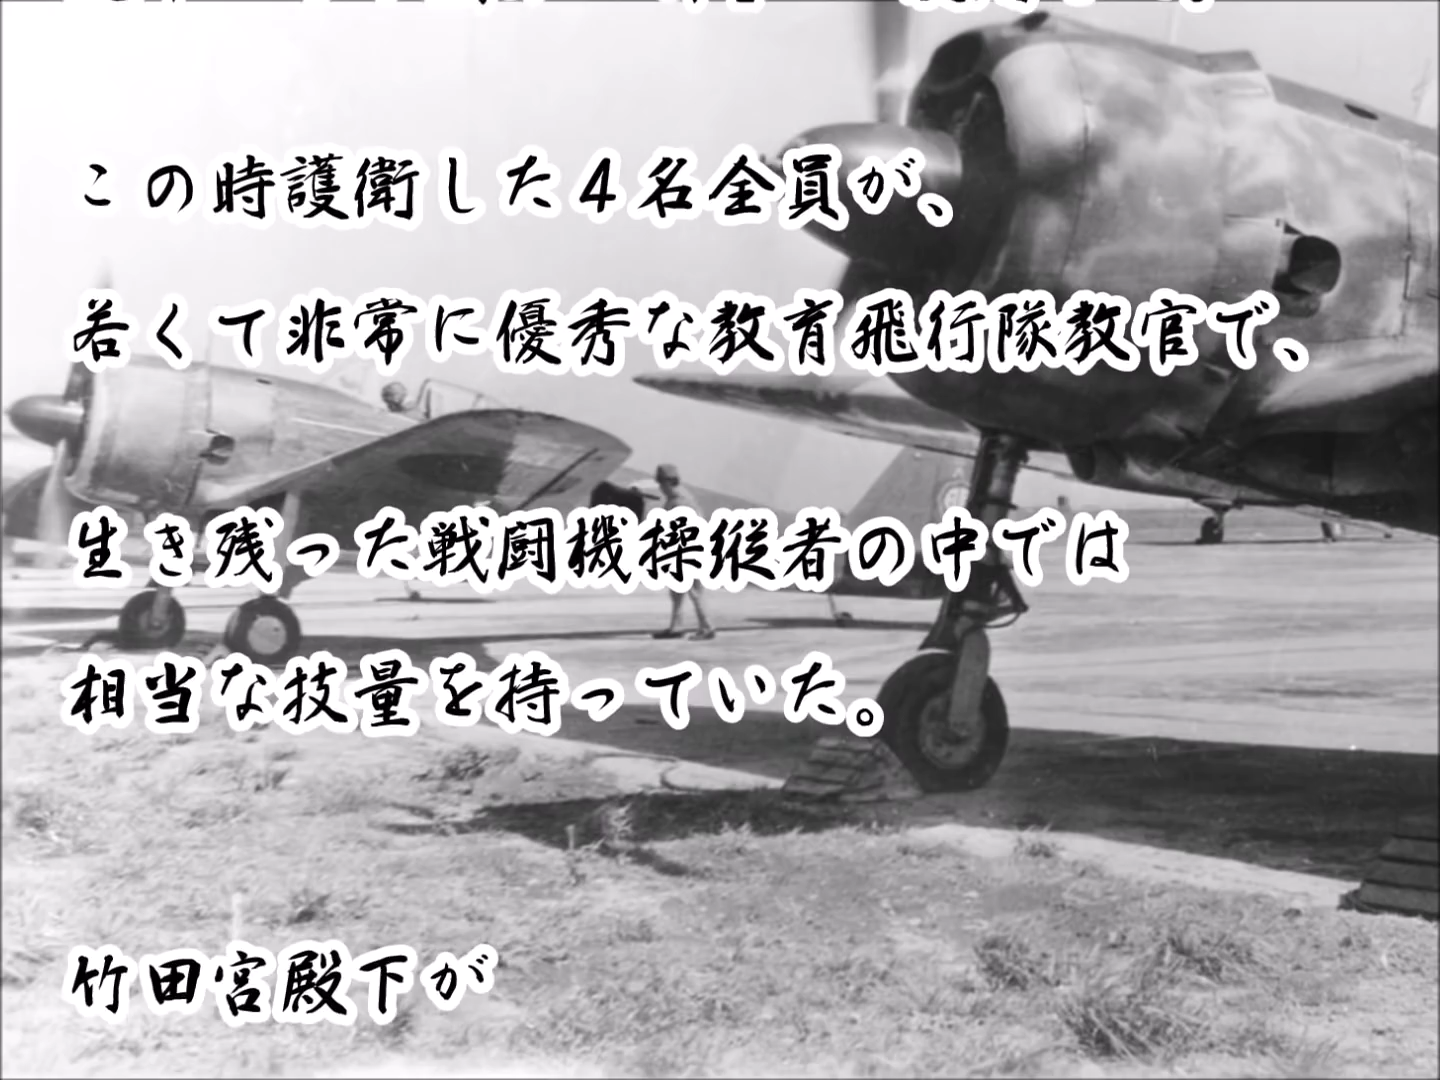 この時護衛した４名全員が、
若くて非常に優秀な教育飛行隊教官で、
生き残った戦闘機操縦者の中では
相当な技量を持っていた。
竹田宮殿下が